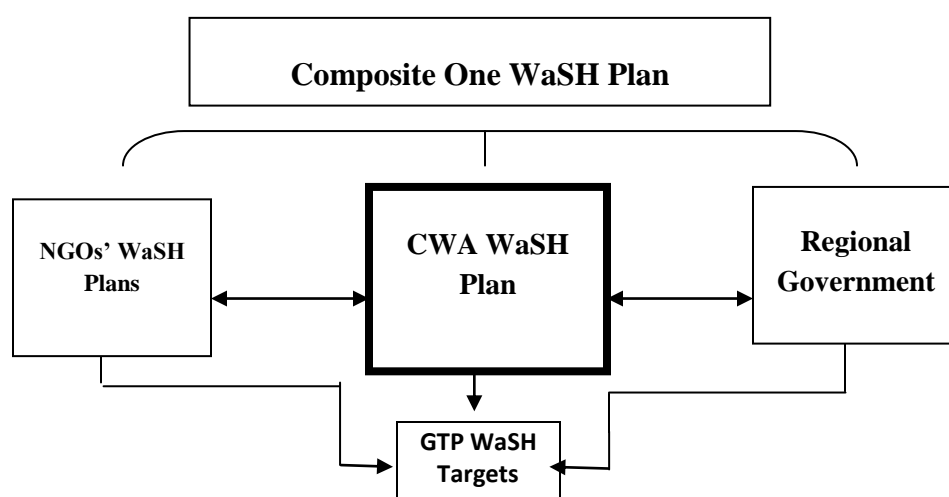 Composite One WaSH Plan
NGOs’ WaSH
Plans
CWA WaSH
Plan
Regional
Government
GTP WaSH
Targets